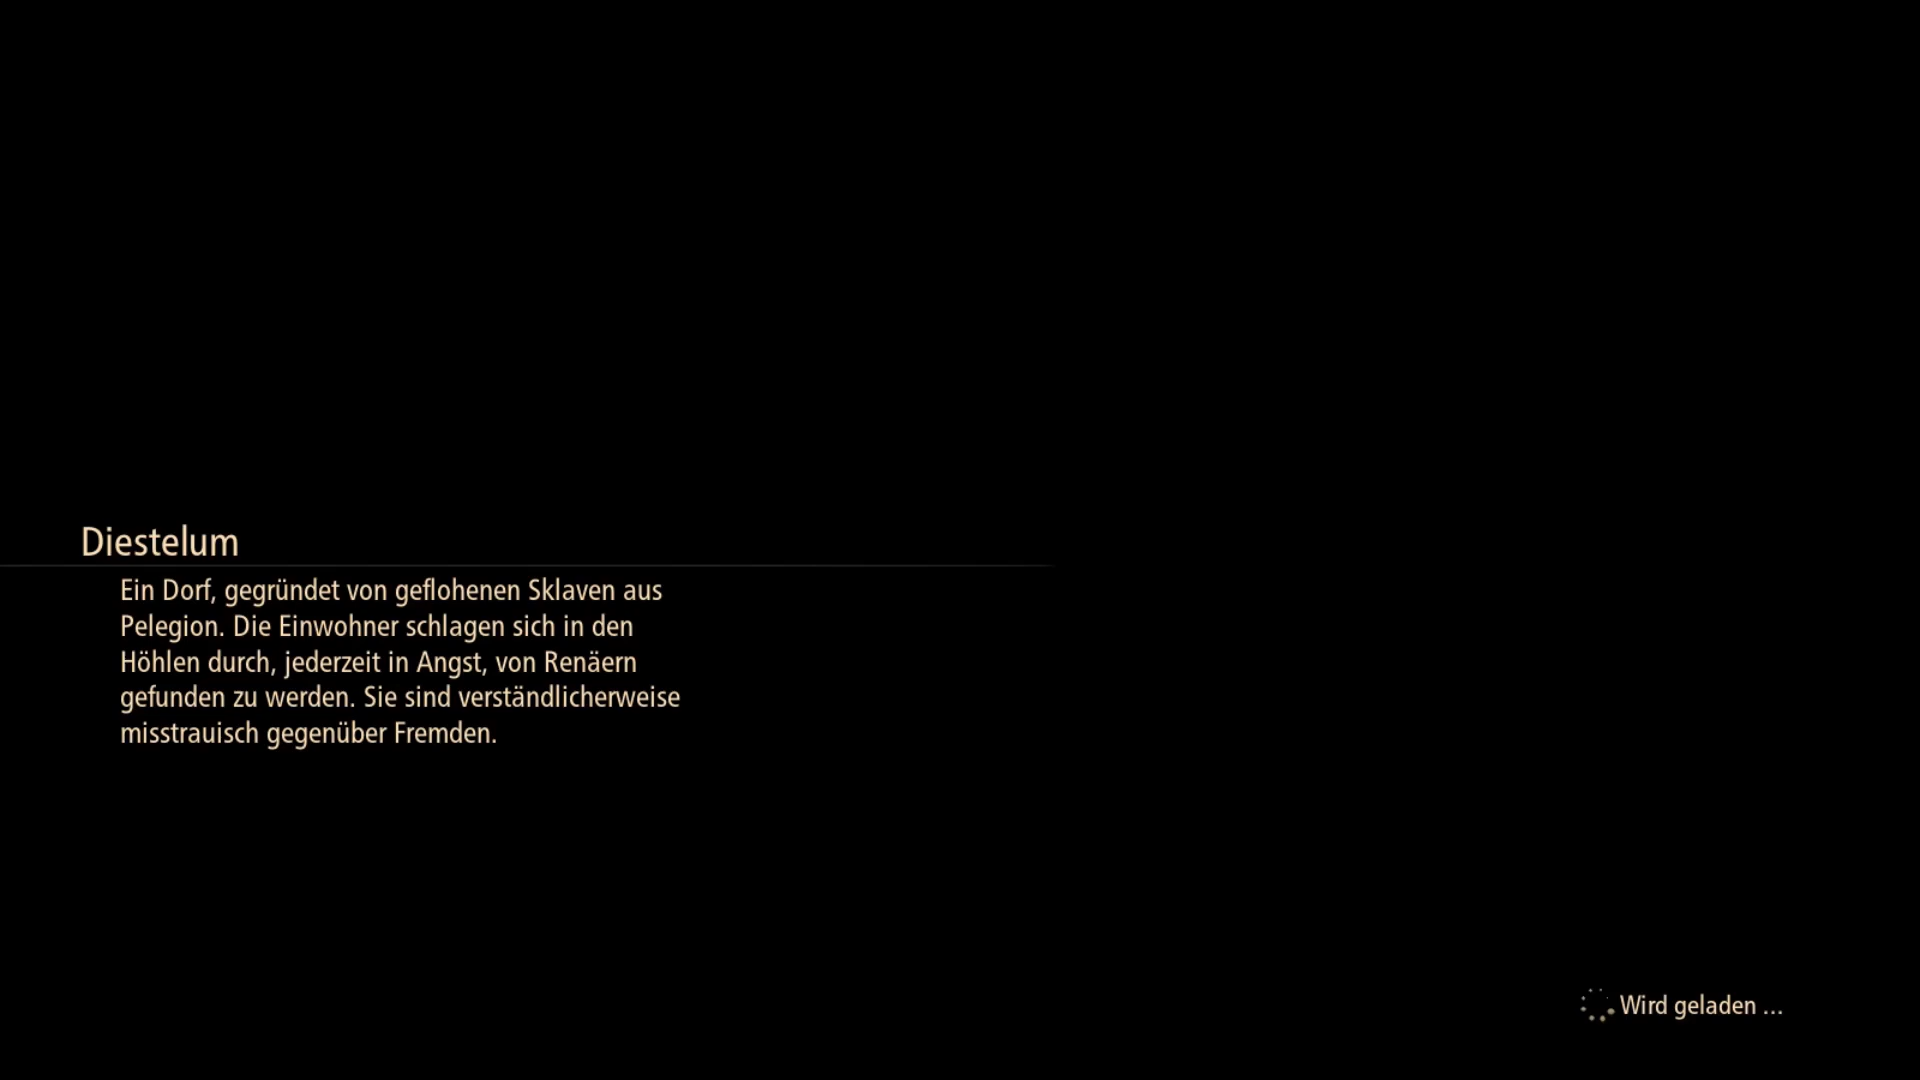 Diestelum
Ein Dorf, gegründet von geflohenen Sklaven aus
Pelegion. Die Einwohner schlagen sich in den
Höhlen durch, jederzeit in Angst, von Renäern
gefunden zu werden. Sie sind verständlicherweise
misstrauisch gegenüber Fremden.
Wird geladen ...